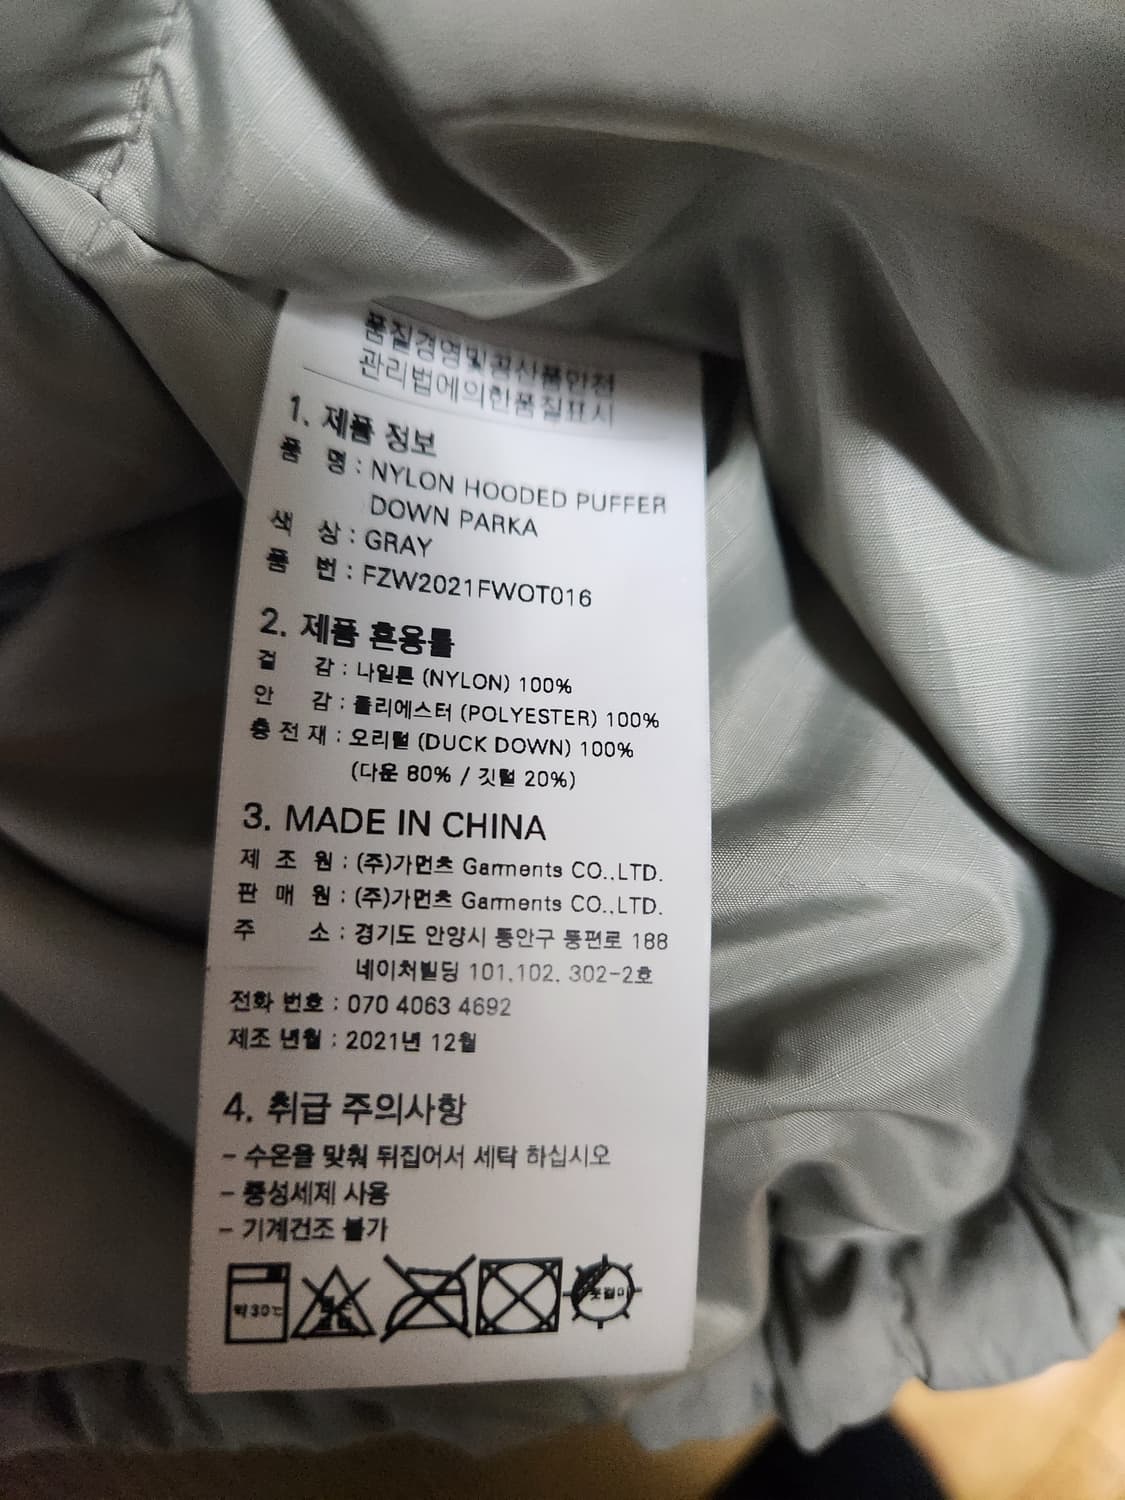 품질경영및공산품안전
관리법에의한품질표시
1. 제품 정보
품 명 : NYLON HOODED PUFFER
DOWN PARKA
색 상 : GRAY
품 번 : FZW2021FWOT016
2. 제품 혼용률
겉 감 : 나일론 (NYLON) 100%
안 감 : 폴리에스터 (POLYESTER) 100%
충 전 재 : 오리털 (DUCK DOWN) 100%
(다운 80% / 깃털 20%)
3. MADE IN CHINA
제 조 원 : (주)가먼츠 Garments CO.,LTD.
판 매 원 : (주)가먼츠 Garments CO.,LTD.
주 소 : 경기도 안양시 동안구 동편로 188
네이처빌딩 101,102, 302-2호
전화 번호 : 070 4063 4692
제조 년월 : 2021년 12월
4. 취급 주의사항
- 수온을 맞춰 뒤집어서 세탁 하십시오
- 중성세제 사용
- 기계건조 불가
약30℃
옷걸이